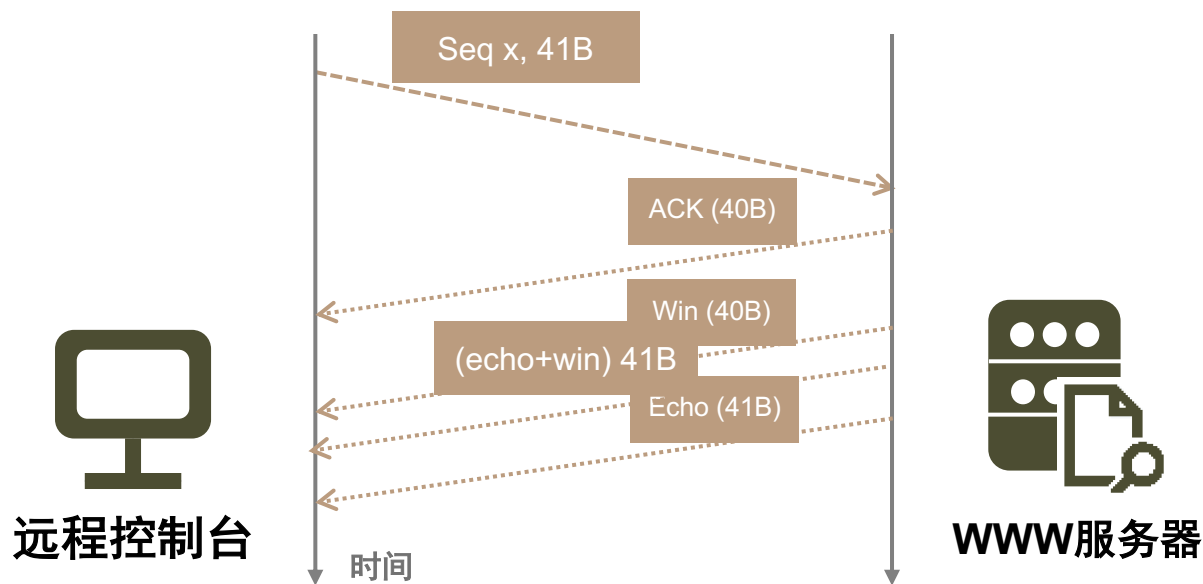 Seq x, 41B
ACK (40B)
Win (40B)
(echo+win) 41B
Echo (41B)
远程控制台
WWW服务器
时间